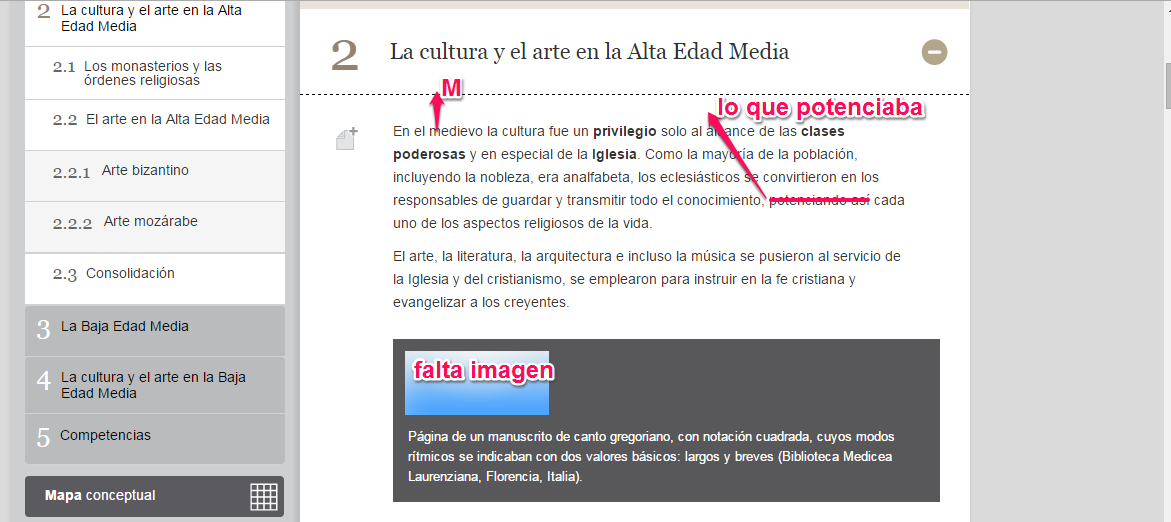 2 La cultura y el arte en la Alta
Edad Media
2.1 Los monasterios y las
órdenes religiosas
2.2 El arte en la Alta Edad Media
2.2.1 Arte bizantino
2.2.2 Arte mozárabe
2.3 Consolidación
3 La Baja Edad Media
4 La cultura y el arte en la Baja
Edad Media
5 Competencias
Mapa conceptual
2 La cultura y el arte en la Alta Edad Media
M
lo que potenciaba
En el medievo la cultura fue un privilegio solo al alcance de las clases
poderosas y en especial de la Iglesia. Como la mayoría de la población,
incluyendo la nobleza, era analfabeta, los eclesiásticos se convirtieron en los
responsables de guardar y transmitir todo el conocimiento, potenciando así cada
uno de los aspectos religiosos de la vida.
El arte, la literatura, la arquitectura e incluso la música se pusieron al servicio de
la Iglesia y del cristianismo, se emplearon para instruir en la fe cristiana y
evangelizar a los creyentes.
falta imagen
Página de un manuscrito de canto gregoriano, con notación cuadrada, cuyos modos
rítmicos se indicaban con dos valores básicos: largos y breves (Biblioteca Medicea
Laurenziana, Florencia, Italia).